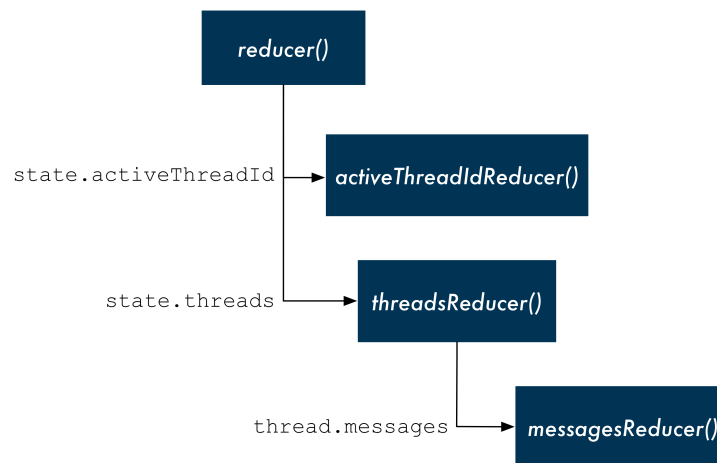 reducer()
state.activeThreadId
activeThreadIdReducer()
state.threads
threadsReducer()
thread.messages
messagesReducer()